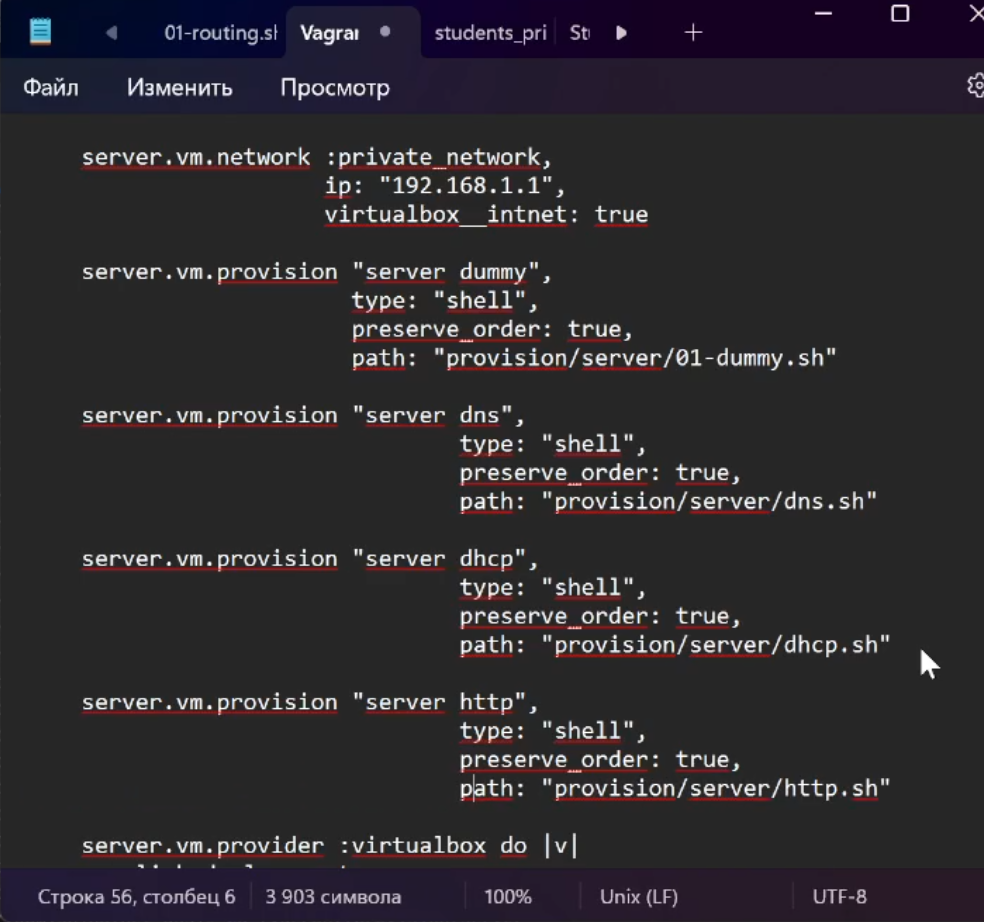 01-routing.sh
Vagrar
students_pri
Stu
Файл
Изменить
Просмотр
server.vm.network :private_network,
ip: "192.168.1.1",
virtualbox__intnet: true
server.vm.provision "server dummy",
type: "shell",
preserve_order: true,
path: "provision/server/01-dummy.sh"
server.vm.provision "server dns",
type: "shell",
preserve_order: true,
path: "provision/server/dns.sh"
server.vm.provision "server dhcp",
type: "shell",
preserve_order: true,
path: "provision/server/dhcp.sh"
server.vm.provision "server http",
type: "shell",
preserve_order: true,
path: "provision/server/http.sh"
server.vm.provider :virtualbox do |v|
Строка 56, столбец 6
3 903 символа
100%
Unix (LF)
UTF-8